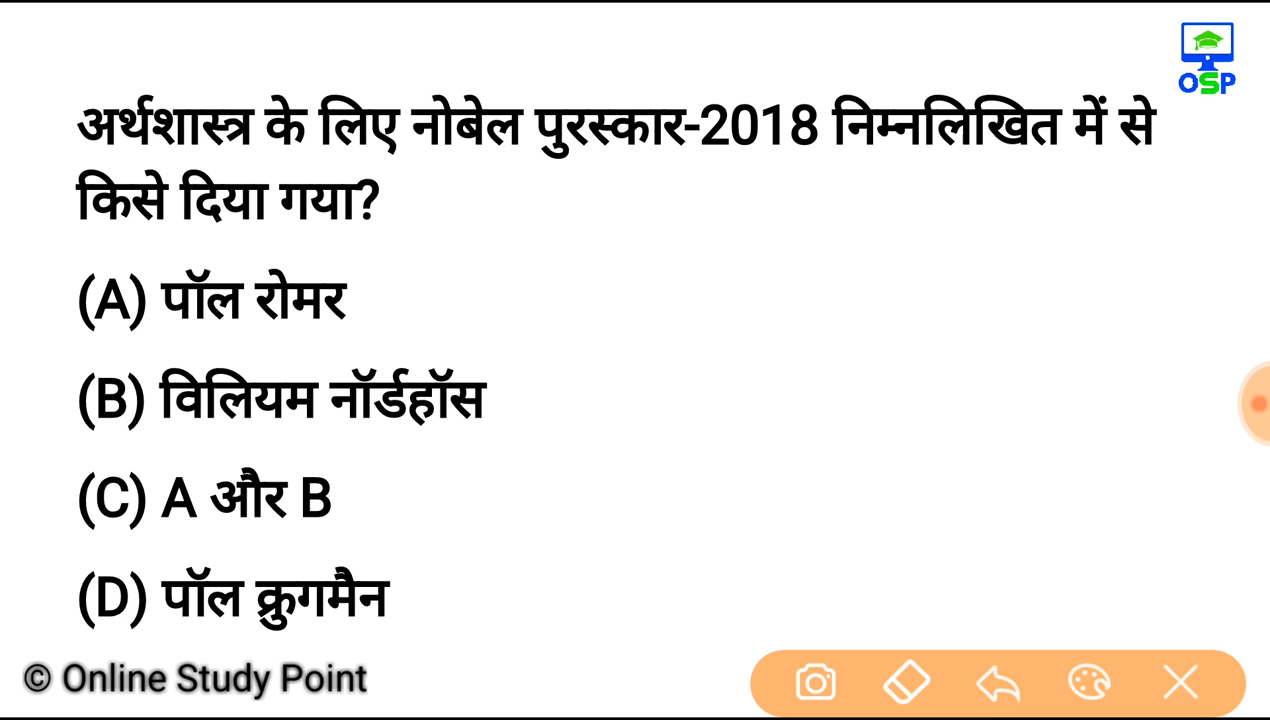 OSP
अर्थशास्त्र के लिए नोबेल पुरस्कार-2018 निम्नलिखित में से
किसे दिया गया?
(A) पॉल रोमर
(B) विलियम नॉर्डहॉस
(C) A और B
(D) पॉल क्रुगमैन
© Online Study Point